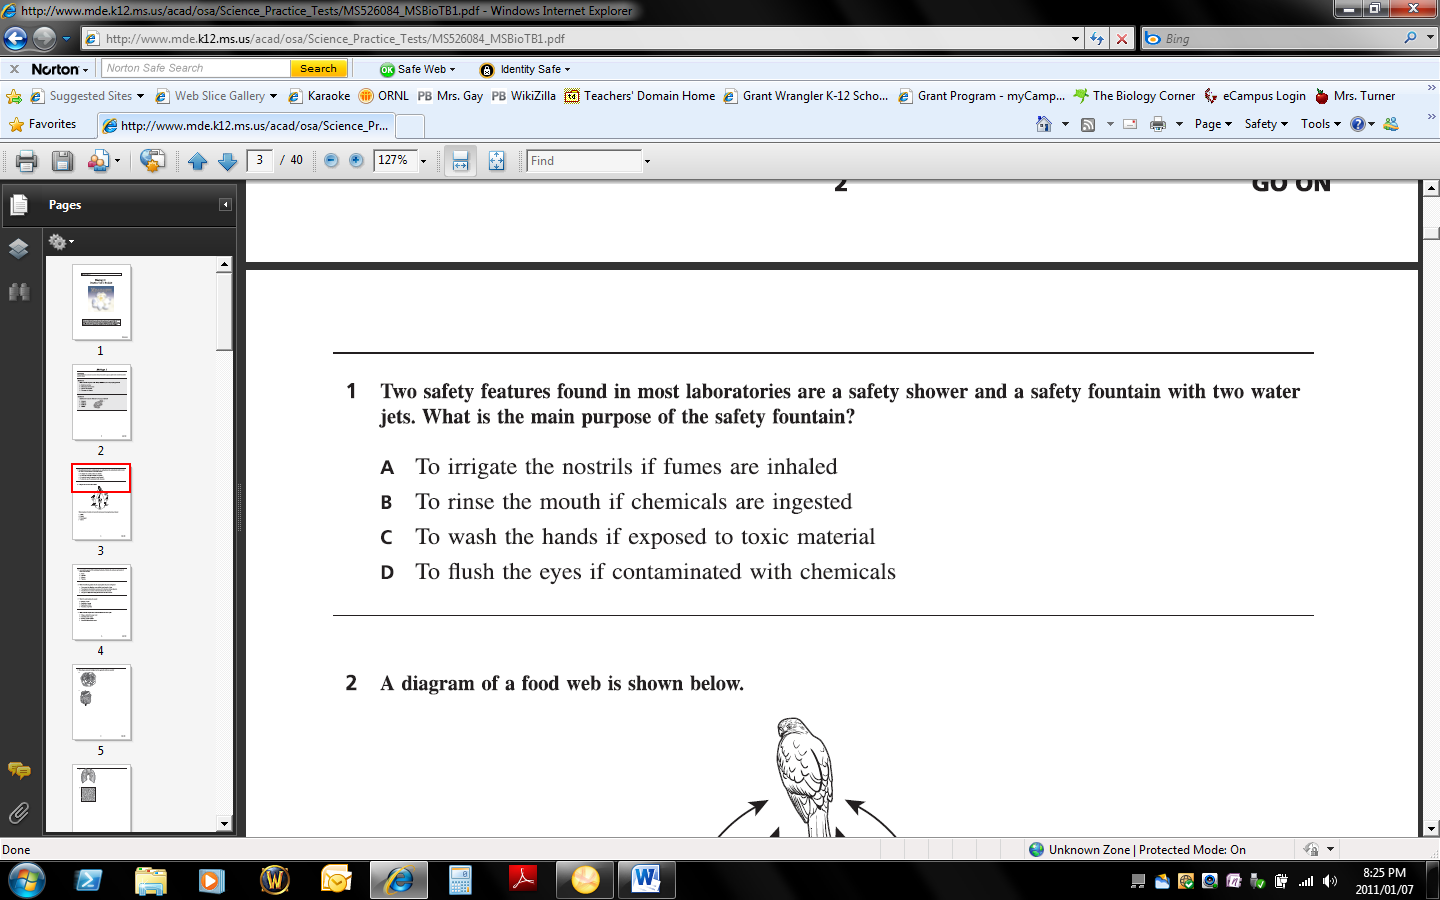 http://www.mde.k12.ms.us/acad/osa/Science_Practice_Tests/MS526084_MSBioTB1.pdf - Windows Internet Explorer
http://www.mde.k12.ms.us/acad/osa/Science_Practice_Tests/MS526084_MSBioTB1.pdf
Bing
X Norton Norton Safe Search Search OK Safe Web Identity Safe
Suggested Sites Web Slice Gallery Karaoke ORNL PB Mrs. Gay PB WikiZilla td Teachers' Domain Home Grant Wrangler K-12 Scho... Grant Program - myCamp... The Biology Corner eCampus Login Mrs. Turner
Favorites http://www.mde.k12.ms.us/acad/osa/Science_Pr... Page Safety Tools
3 / 40 127% Find
Pages
1
2
3
4
5
2 GO ON
1 Two safety features found in most laboratories are a safety shower and a safety fountain with two water
jets. What is the main purpose of the safety fountain?
A To irrigate the nostrils if fumes are inhaled
B To rinse the mouth if chemicals are ingested
C To wash the hands if exposed to toxic material
D To flush the eyes if contaminated with chemicals
2 A diagram of a food web is shown below.
Done Unknown Zone | Protected Mode: On
8:25 PM
2011/01/07